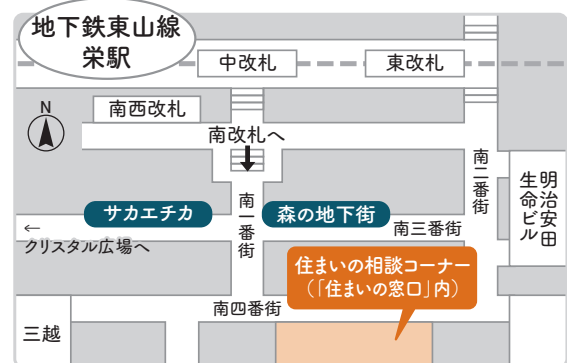 地下鉄東山線
栄駅
中改札
東改札
N
南西改札
南改札へ
サカエチカ
南一番街
森の地下街
南二番街
明治安田
生命ビル
南三番街
←
クリスタル広場へ
住まいの相談コーナー
(「住まいの窓口」内)
南四番街
三越